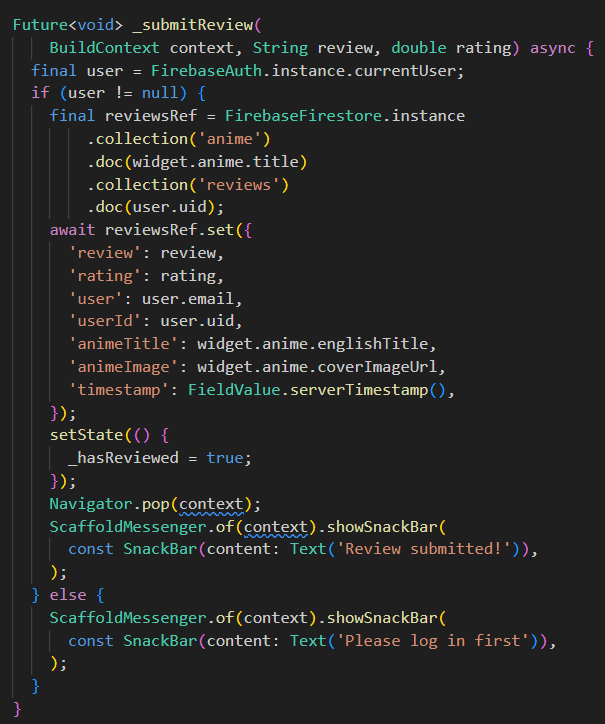 Future<void> _submitReview(
    BuildContext context, String review, double rating) async {
  final user = FirebaseAuth.instance.currentUser;
  if (user != null) {
    final reviewsRef = FirebaseFirestore.instance
        .collection('anime')
        .doc(widget.anime.title)
        .collection('reviews')
        .doc(user.uid);
    await reviewsRef.set({
      'review': review,
      'rating': rating,
      'user': user.email,
      'userId': user.uid,
      'animeTitle': widget.anime.englishTitle,
      'animeImage': widget.anime.coverImageUrl,
      'timestamp': FieldValue.serverTimestamp(),
    });
    setState(() {
      _hasReviewed = true;
    });
    Navigator.pop(context);
    ScaffoldMessenger.of(context).showSnackBar(
      const SnackBar(content: Text('Review submitted!')),
    );
  } else {
    ScaffoldMessenger.of(context).showSnackBar(
      const SnackBar(content: Text('Please log in first')),
    );
  }
}